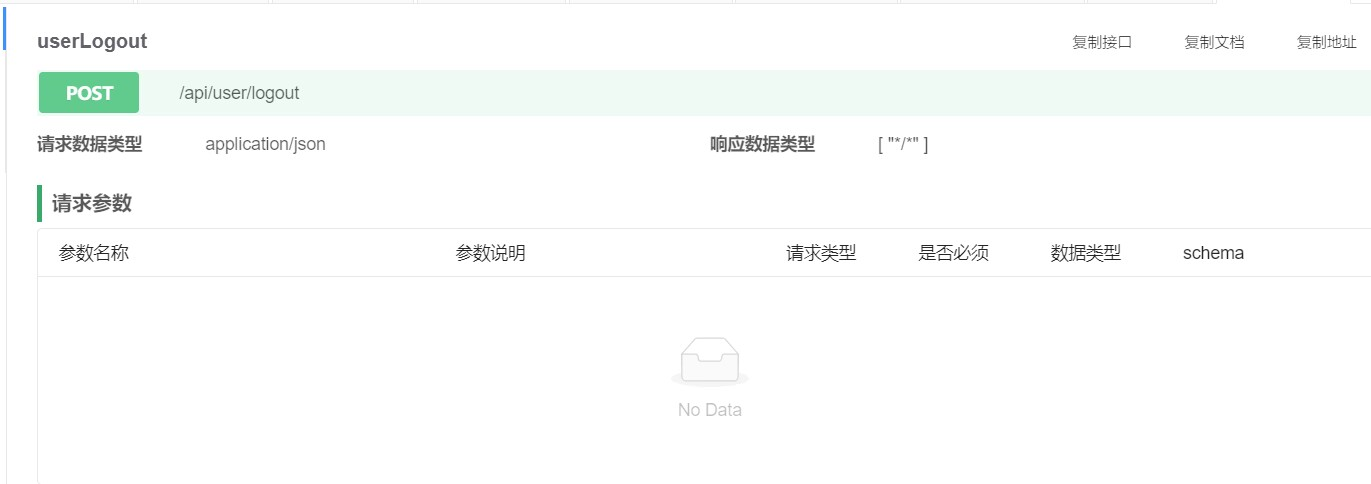 userLogout 复制接口 复制文档 复制地址
POST /api/user/logout
请求数据类型 application/json 响应数据类型 [ "*/*" ]
请求参数
参数名称 参数说明 请求类型 是否必须 数据类型 schema
No Data